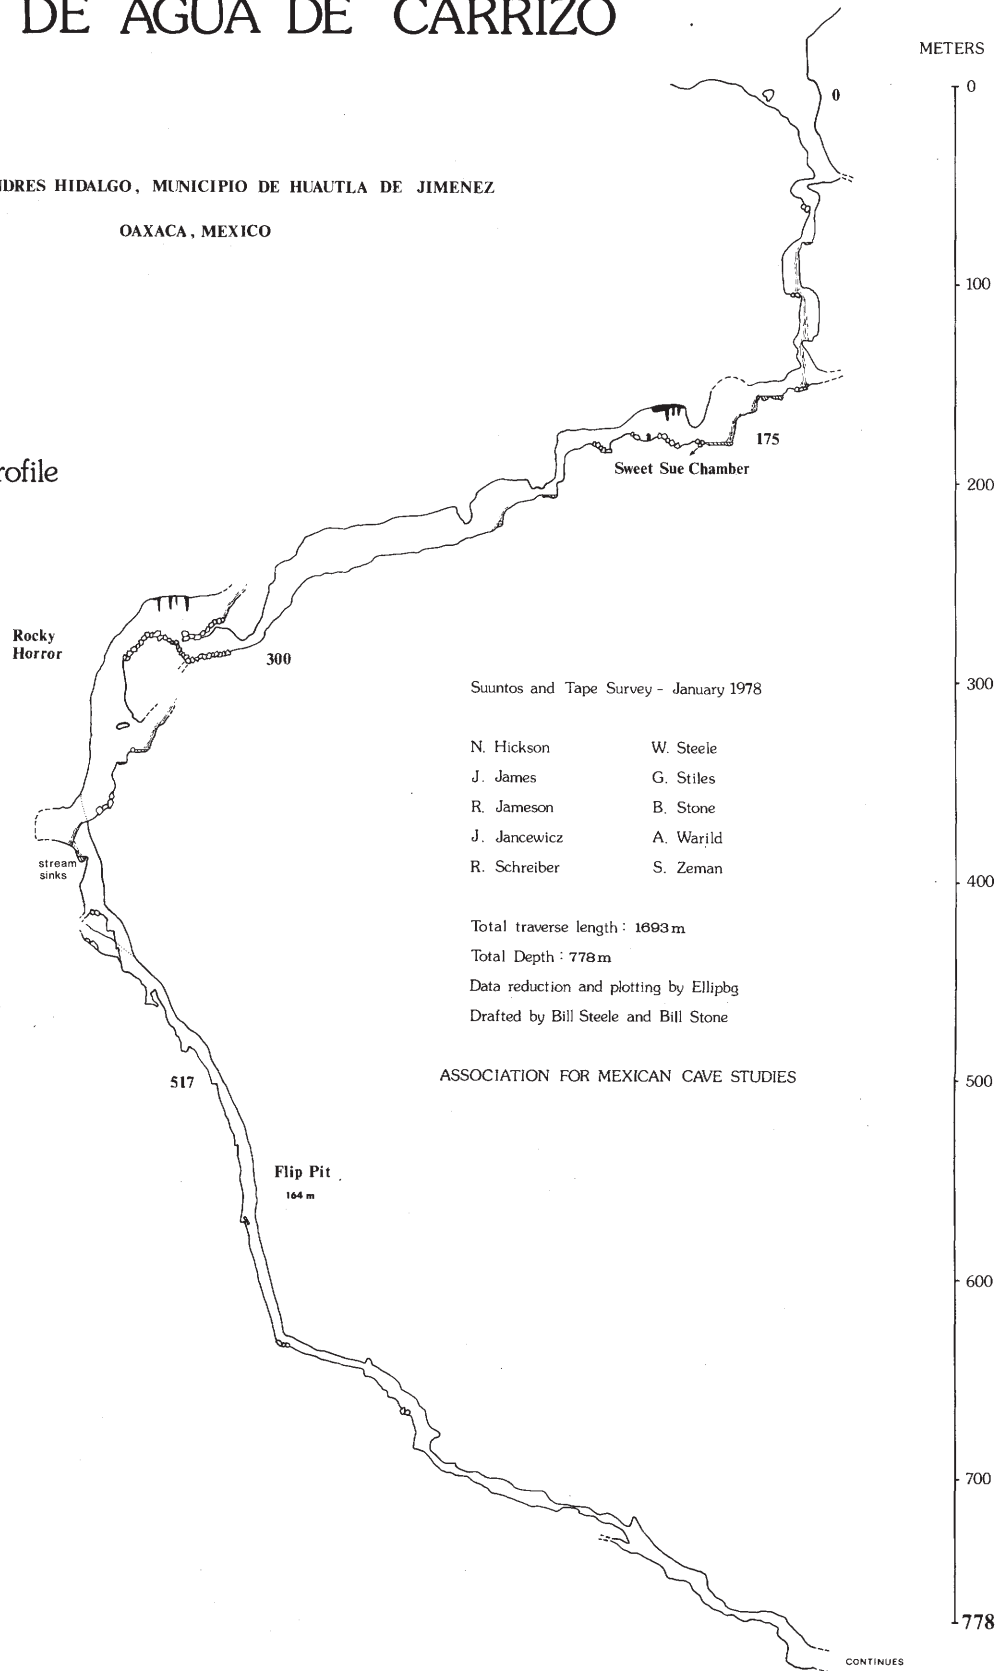 DE AGUA DE CARRIZO
METERS
0
0
NDRES HIDALGO, MUNICIPIO DE HUAUTLA DE JIMENEZ
OAXACA, MEXICO
100
175
Sweet Sue Chamber
rofile
200
Rocky
Horror
300
300
Suuntos and Tape Survey - January 1978
N. Hickson
W. Steele
J. James
G. Stiles
R. Jameson
B. Stone
J. Jancewicz
A. Warild
R. Schreiber
S. Zeman
stream
sinks
400
Total traverse length : 1693 m
Total Depth : 778 m
Data reduction and plotting by Ellipbg
Drafted by Bill Steele and Bill Stone
ASSOCIATION FOR MEXICAN CAVE STUDIES
517
500
Flip Pit
164 m
600
700
778
CONTINUES